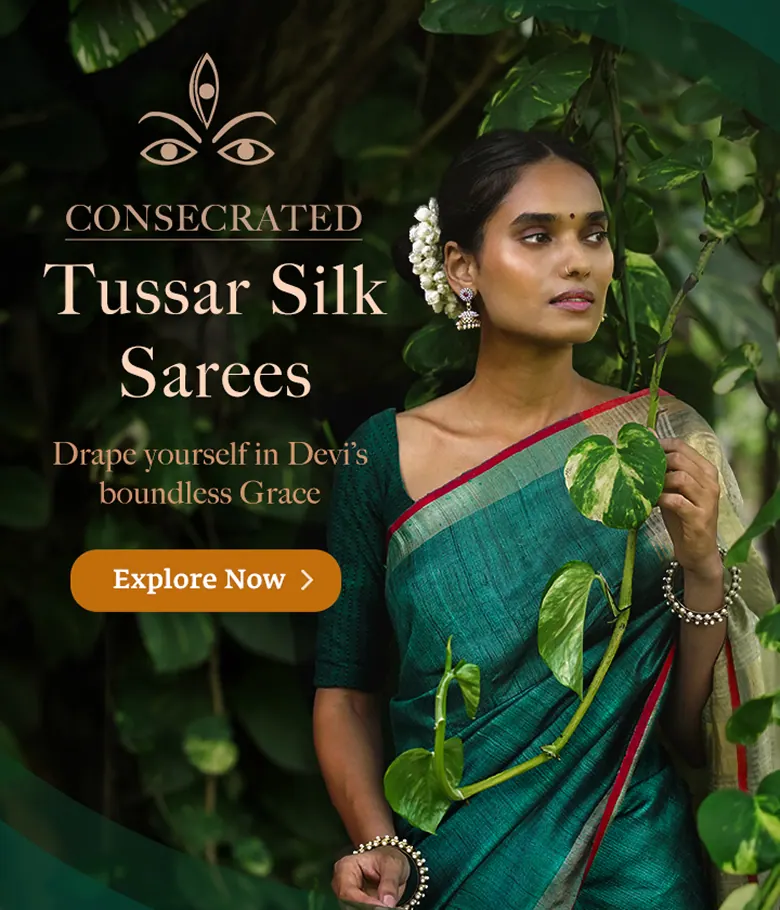 CONSECRATED
Tussar Silk
Sarees
Drape yourself in Devi's
boundless Grace
Explore Now